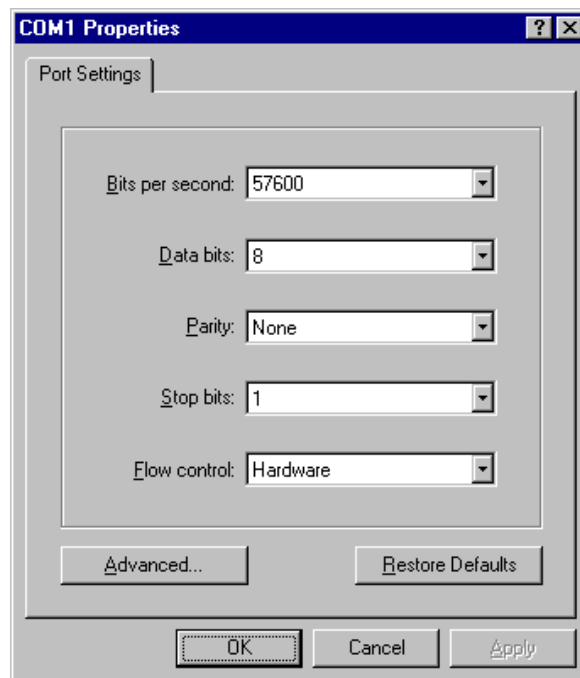 COM1 Properties
Port Settings
Bits per second: 57600
Data bits: 8
Parity: None
Stop bits: 1
Flow control: Hardware
Advanced... Restore Defaults
OK Cancel Apply